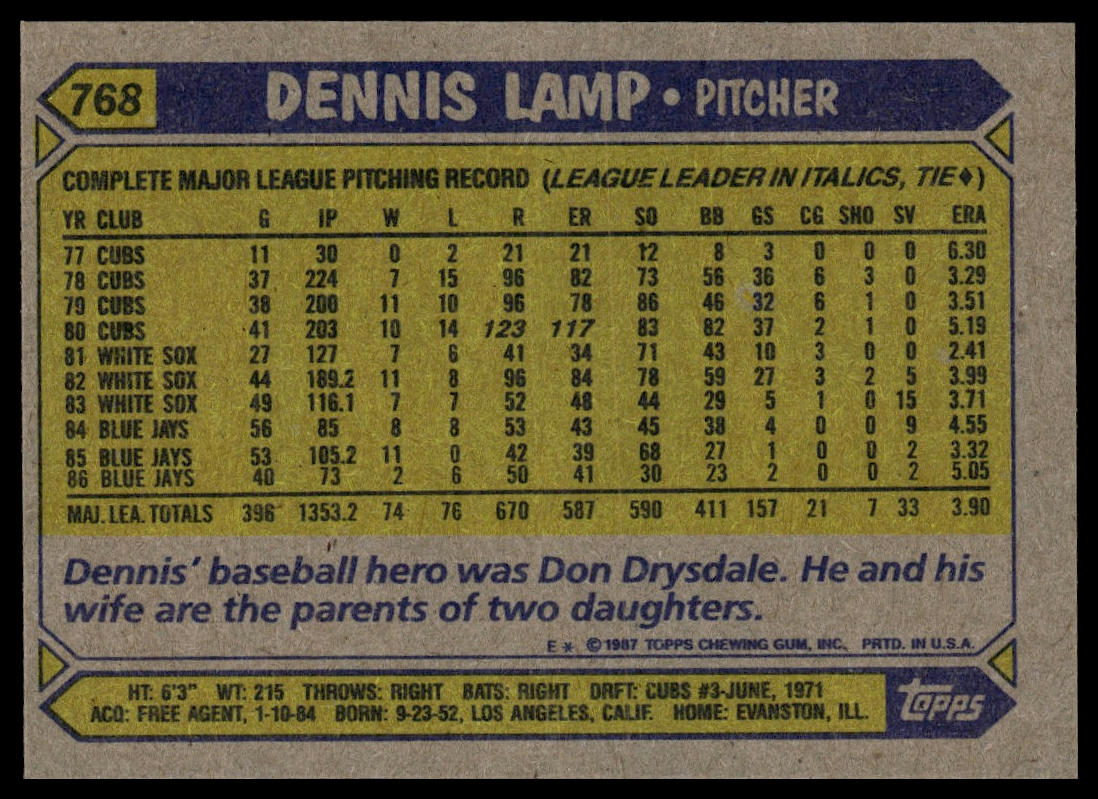 768 DENNIS LAMP • PITCHER
COMPLETE MAJOR LEAGUE PITCHING RECORD (LEAGUE LEADER IN ITALICS, TIE♦)
YR CLUB G IP W L R ER SO BB GS CG SHO SV ERA
77 CUBS 11 30 0 2 21 21 12 8 3 0 0 0 6.30
78 CUBS 37 224 7 15 96 82 73 56 36 6 3 0 3.29
79 CUBS 38 200 11 10 96 78 86 46 32 6 1 0 3.51
80 CUBS 41 203 10 14 123 117 83 82 37 2 1 0 5.19
81 WHITE SOX 27 127 7 6 41 34 71 43 10 3 0 0 2.41
82 WHITE SOX 44 189.2 11 8 96 84 78 59 27 3 2 5 3.99
83 WHITE SOX 49 116.1 7 7 52 48 44 29 5 1 0 15 3.71
84 BLUE JAYS 56 85 8 8 53 43 45 38 4 0 0 9 4.55
85 BLUE JAYS 53 105.2 11 0 42 39 68 27 1 0 0 2 3.32
86 BLUE JAYS 40 73 2 6 50 41 30 23 2 0 0 2 5.05
MAJ. LEA. TOTALS 396 1353.2 74 76 670 587 590 411 157 21 7 33 3.90
Dennis' baseball hero was Don Drysdale. He and his
wife are the parents of two daughters.
E * ©1987 TOPPS CHEWING GUM, INC. PRTD. IN U.S.A.
HT: 6'3" WT: 215 THROWS: RIGHT BATS: RIGHT DRFT: CUBS #3-JUNE, 1971
ACQ: FREE AGENT, 1-10-84 BORN: 9-23-52, LOS ANGELES, CALIF. HOME: EVANSTON, ILL.
topps